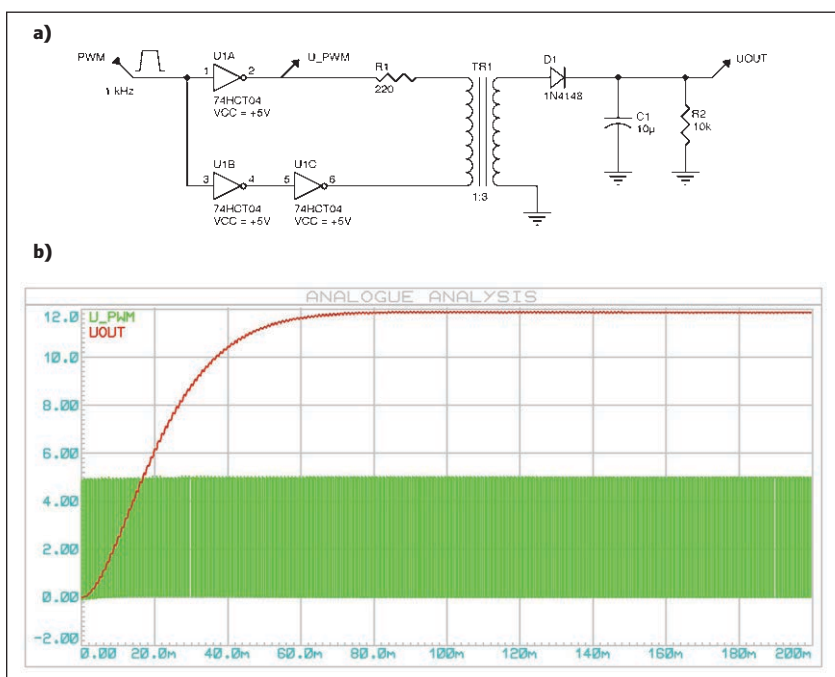 a)
PWM
1 kHz
U1A
1
2
74HCT04
VCC = +5V
U_PWM
R1
220
TR1
1:3
D1
1N4148
UOUT
C1
10µ
R2
10k
U1B
3
4
74HCT04
VCC = +5V
U1C
5
6
74HCT04
VCC = +5V
b)
ANALOGUE ANALYSIS
U_PWM
UOUT
12.0
10.0
8.00
6.00
4.00
2.00
0.00
-2.00
0.00 20.0m 40.0m 60.0m 80.0m 100m 120m 140m 160m 180m 200m